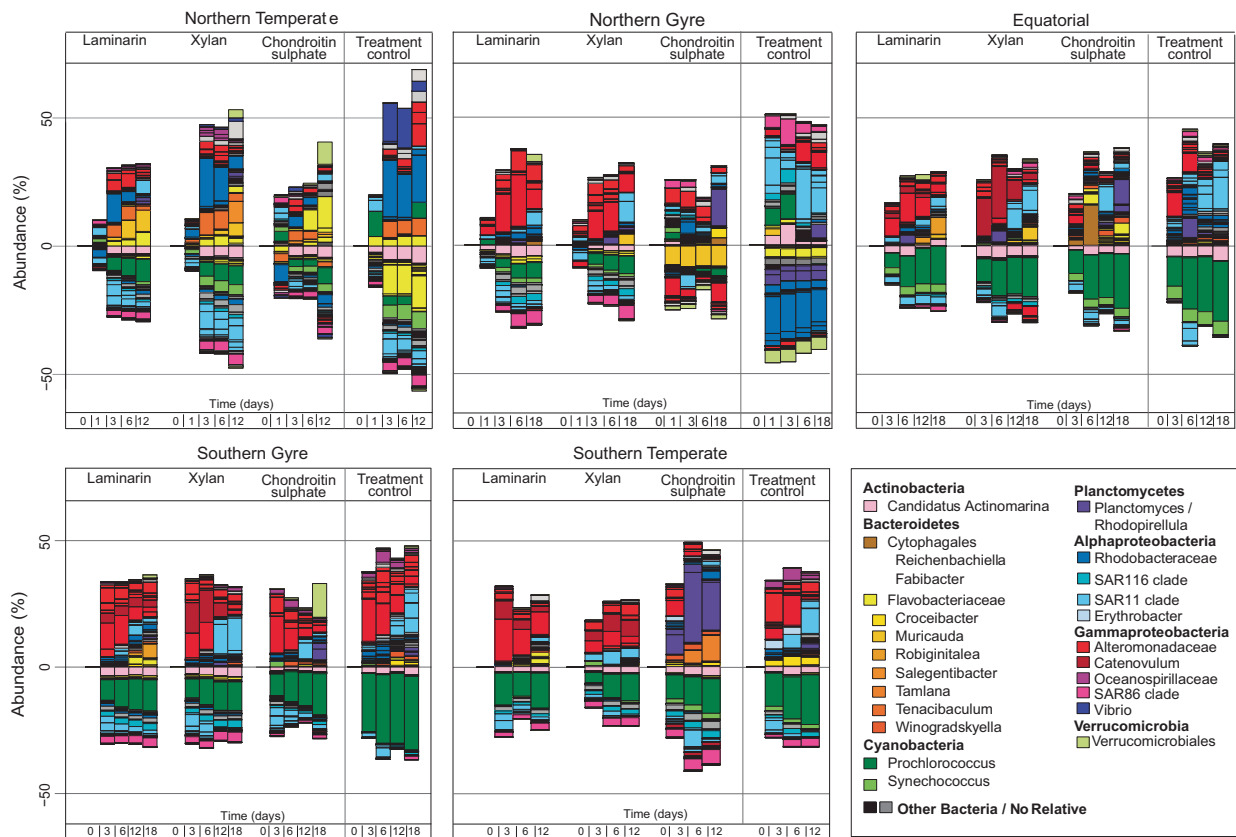 Northern Temperate
Northern Gyre
Equatorial
Laminarin Xylan Chondroitin sulphate Treatment control
Laminarin Xylan Chondroitin sulphate Treatment control
Laminarin Xylan Chondroitin sulphate Treatment control
Abundance (%)
50
0
−50
Time (days)
Time (days)
Time (days)
0 |1 |3 |6 |12 0 |1 |3 |6 |12 0 |1 |3 |6 |12 0 |1 |3 |6 |12
0 |1 |3 |6 |18 0 |1 |3 |6 |18 0 |1 |3 |6 |18 0 |1 |3 |6 |18
0 |3 |6 |12|18 0 |3 |6 |12|18 0 |3 |6 |12|18 0 |3 |6 |12|18
Southern Gyre
Southern Temperate
Laminarin Xylan Chondroitin sulphate Treatment control
Laminarin Xylan Chondroitin sulphate Treatment control
Abundance (%)
50
0
−50
Time (days)
Time (days)
0 |3 |6 |12|18 0 |3 |6 |12|18 0 |3 |6 |12|18 0 |3 |6 |12|18
0 |3 |6 |12 0 |3 |6 |12 0 |3 |6 |12 0 |3 |6 |12
Actinobacteria
Candidatus Actinomarina
Bacteroidetes
Cytophagales
Reichenbachiella
Fabibacter
Flavobacteriaceae
Croceibacter
Muricauda
Robiginitalea
Salegentibacter
Tamlana
Tenacibaculum
Winogradskyella
Cyanobacteria
Prochlorococcus
Synechococcus
Other Bacteria / No Relative
Planctomycetes
Planctomyces /
Rhodopirellula
Alphaproteobacteria
Rhodobacteraceae
SAR116 clade
SAR11 clade
Erythrobacter
Gammaproteobacteria
Alteromonadaceae
Catenovulum
Oceanospirillaceae
SAR86 clade
Vibrio
Verrucomicrobia
Verrucomicrobiales